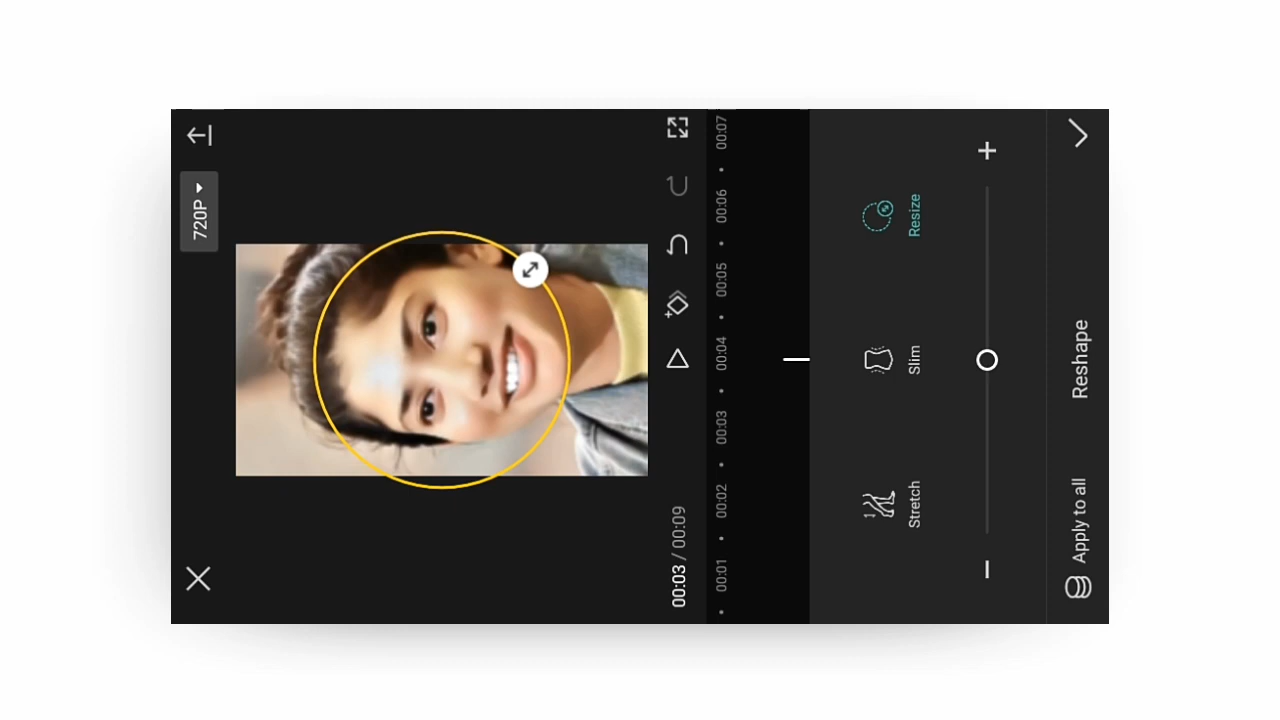 720P
00:03 / 00:09
00:01
00:02
00:03
00:04
00:05
00:06
00:07
Stretch
Slim
Resize
Apply to all
Reshape